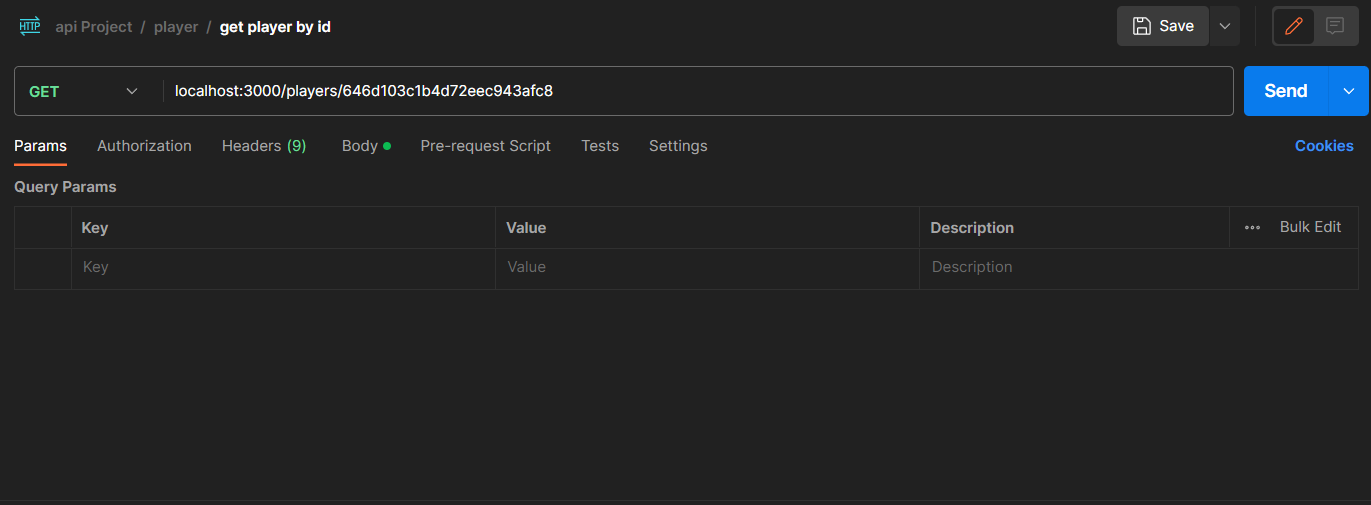 HTTP api Project / player / get player by id Save
GET localhost:3000/players/646d103c1b4d72eec943afc8 Send
Params Authorization Headers (9) Body Pre-request Script Tests Settings Cookies
Query Params
Key Value Description Bulk Edit
Key Value Description